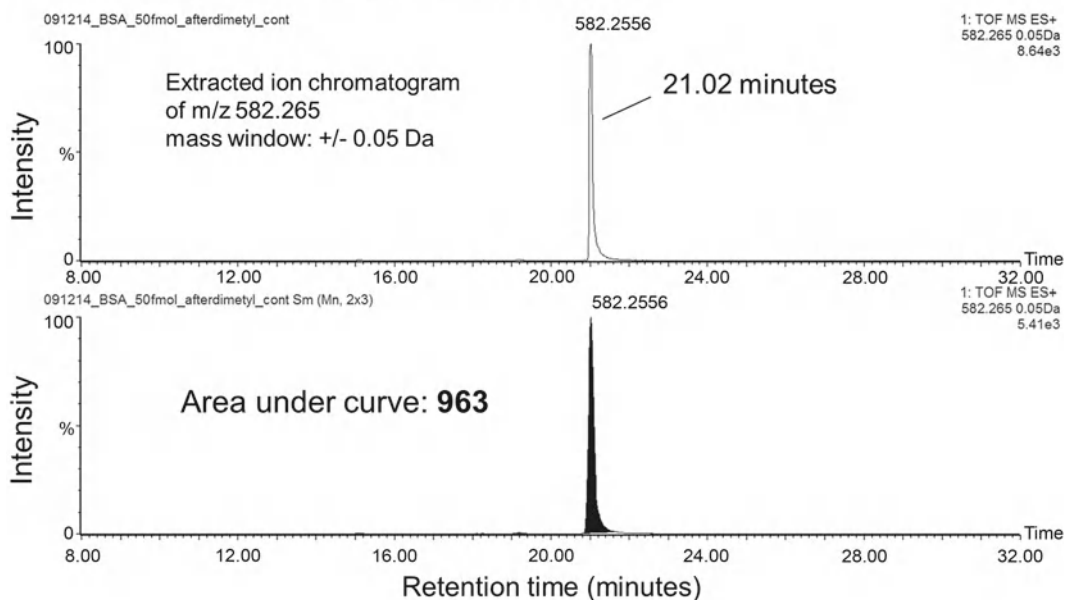 091214_BSA_50fmol_afterdimetyl_cont
582.2556
1: TOF MS ES+
582.265 0.05Da
8.64e3
100
Extracted ion chromatogram
of m/z 582.265
mass window: +/- 0.05 Da
21.02 minutes
Intensity
%
0
Time
8.00 12.00 16.00 20.00 24.00 28.00 32.00
091214_BSA_50fmol_afterdimetyl_cont Sm (Mn, 2x3)
582.2556
1: TOF MS ES+
582.265 0.05Da
5.41e3
100
Area under curve: 963
Intensity
%
0
Time
8.00 12.00 16.00 20.00 24.00 28.00 32.00
Retention time (minutes)